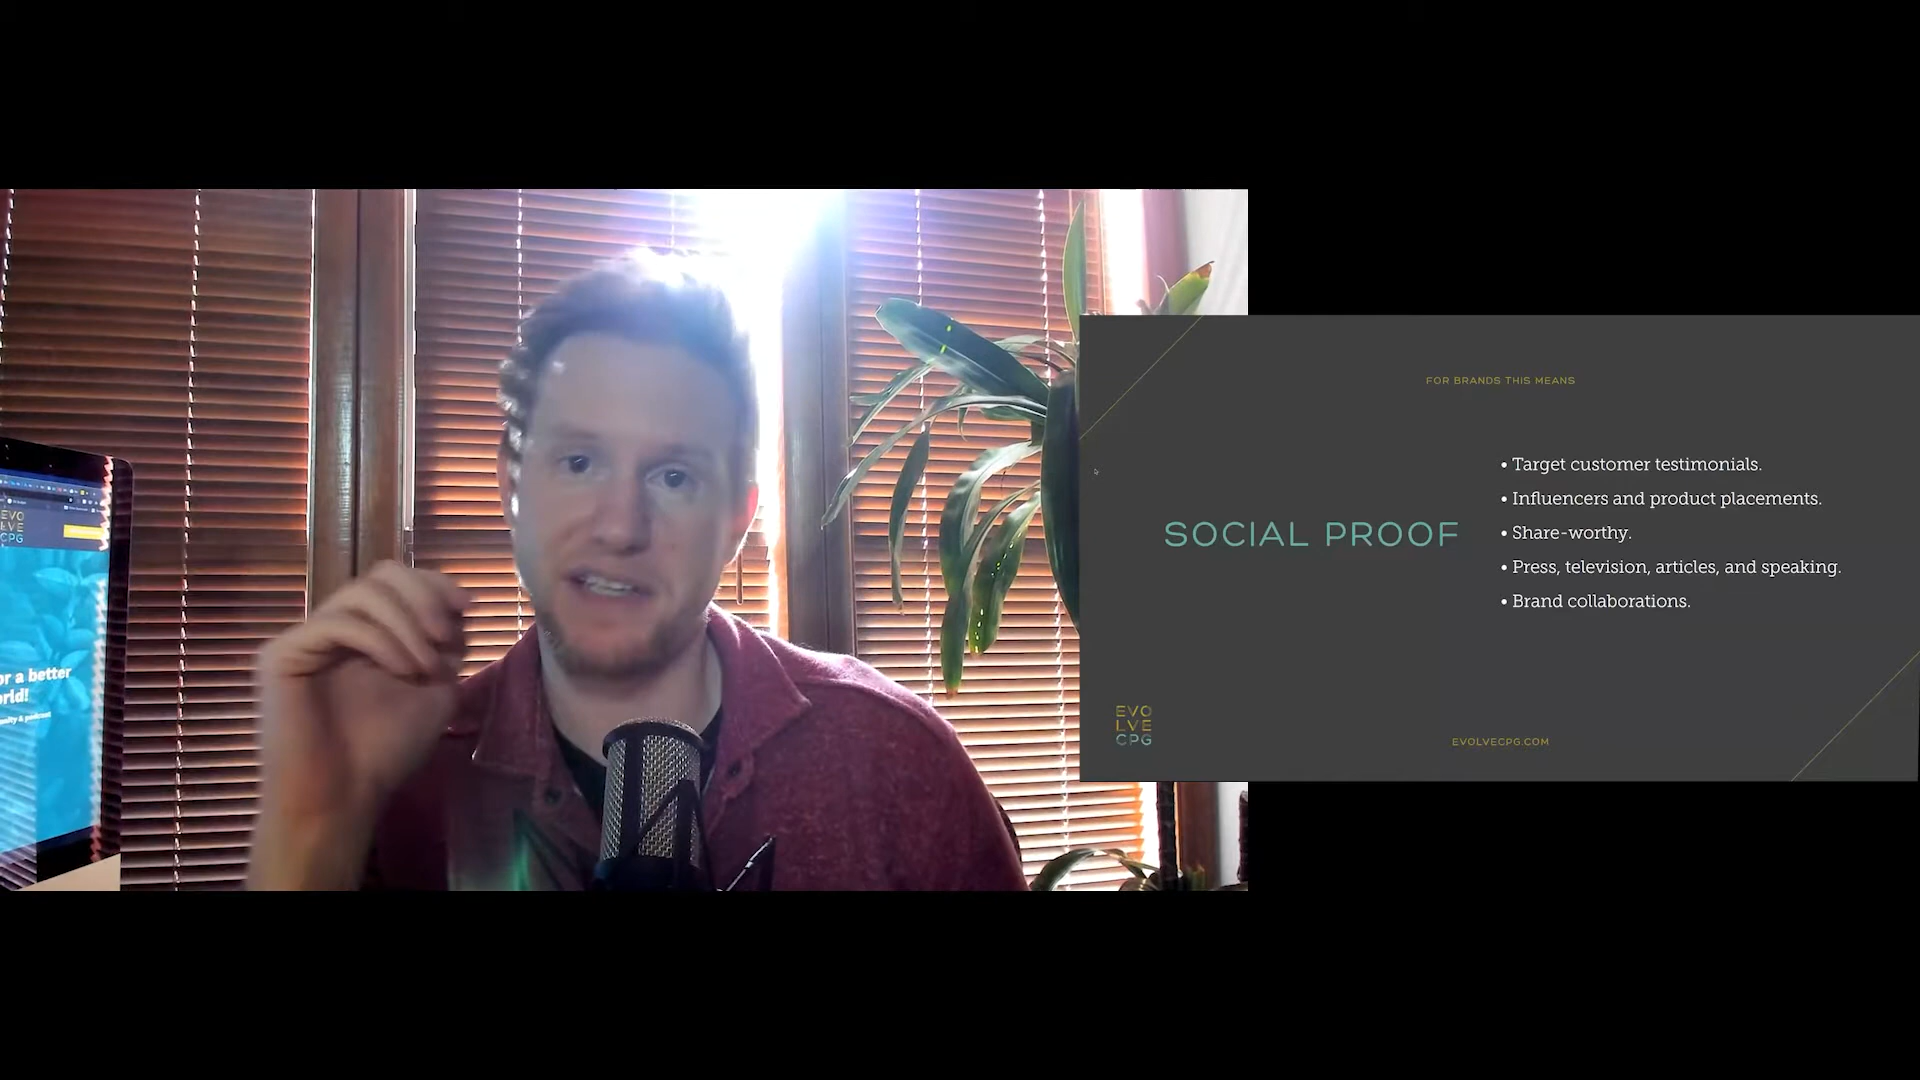 EVO
LVE
CPG
or a better
rld!
FOR BRANDS THIS MEANS
SOCIAL PROOF
• Target customer testimonials.
• Influencers and product placements.
• Share-worthy.
• Press, television, articles, and speaking.
• Brand collaborations.
EVO
LVE
CPG
EVOLVECPG.COM